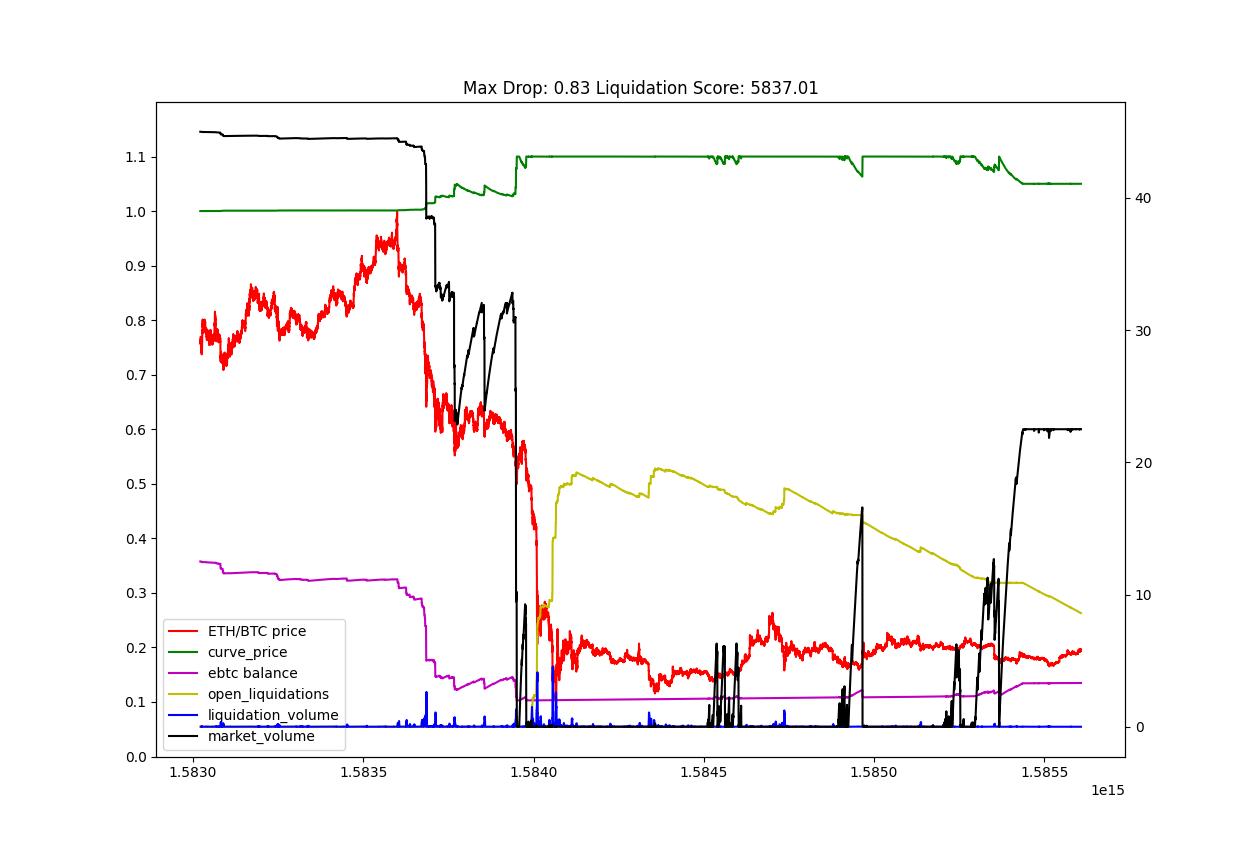 Max Drop: 0.83 Liquidation Score: 5837.01
1.1
1.0
0.9
0.8
0.7
0.6
0.5
0.4
0.3
0.2
0.1
0.0
40
30
20
10
0
ETH/BTC price
curve_price
ebtc balance
open_liquidations
liquidation_volume
market_volume
1.5830 1.5835 1.5840 1.5845 1.5850 1.5855
1e15